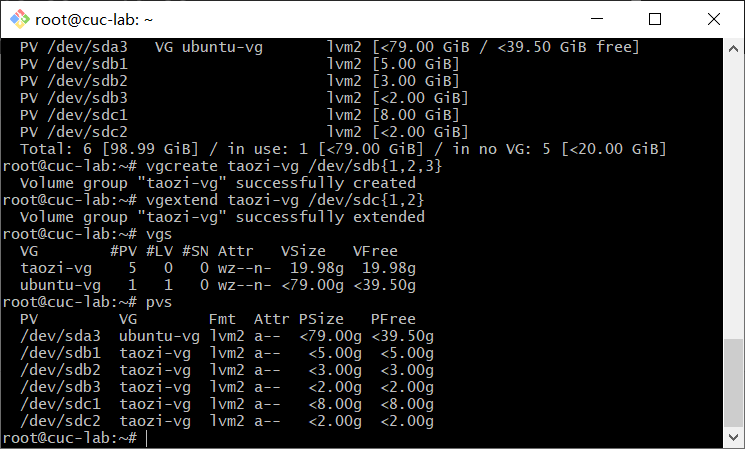 root@cuc-lab: ~
  PV /dev/sda3   VG ubuntu-vg       lvm2 [<79.00 GiB / <39.50 GiB free]
  PV /dev/sdb1                      lvm2 [5.00 GiB]
  PV /dev/sdb2                      lvm2 [3.00 GiB]
  PV /dev/sdb3                      lvm2 [<2.00 GiB]
  PV /dev/sdc1                      lvm2 [8.00 GiB]
  PV /dev/sdc2                      lvm2 [<2.00 GiB]
  Total: 6 [98.99 GiB] / in use: 1 [<79.00 GiB] / in no VG: 5 [<20.00 GiB]
root@cuc-lab:~# vgcreate taozi-vg /dev/sdb{1,2,3}
  Volume group "taozi-vg" successfully created
root@cuc-lab:~# vgextend taozi-vg /dev/sdc{1,2}
  Volume group "taozi-vg" successfully extended
root@cuc-lab:~# vgs
  VG        #PV #LV #SN Attr   VSize   VFree
  taozi-vg    5   0   0 wz--n-  19.98g  19.98g
  ubuntu-vg   1   1   0 wz--n- <79.00g <39.50g
root@cuc-lab:~# pvs
  PV         VG        Fmt  Attr PSize   PFree
  /dev/sda3  ubuntu-vg lvm2 a--  <79.00g <39.50g
  /dev/sdb1  taozi-vg  lvm2 a--   <5.00g  <5.00g
  /dev/sdb2  taozi-vg  lvm2 a--   <3.00g  <3.00g
  /dev/sdb3  taozi-vg  lvm2 a--   <2.00g  <2.00g
  /dev/sdc1  taozi-vg  lvm2 a--   <8.00g  <8.00g
  /dev/sdc2  taozi-vg  lvm2 a--   <2.00g  <2.00g
root@cuc-lab:~#